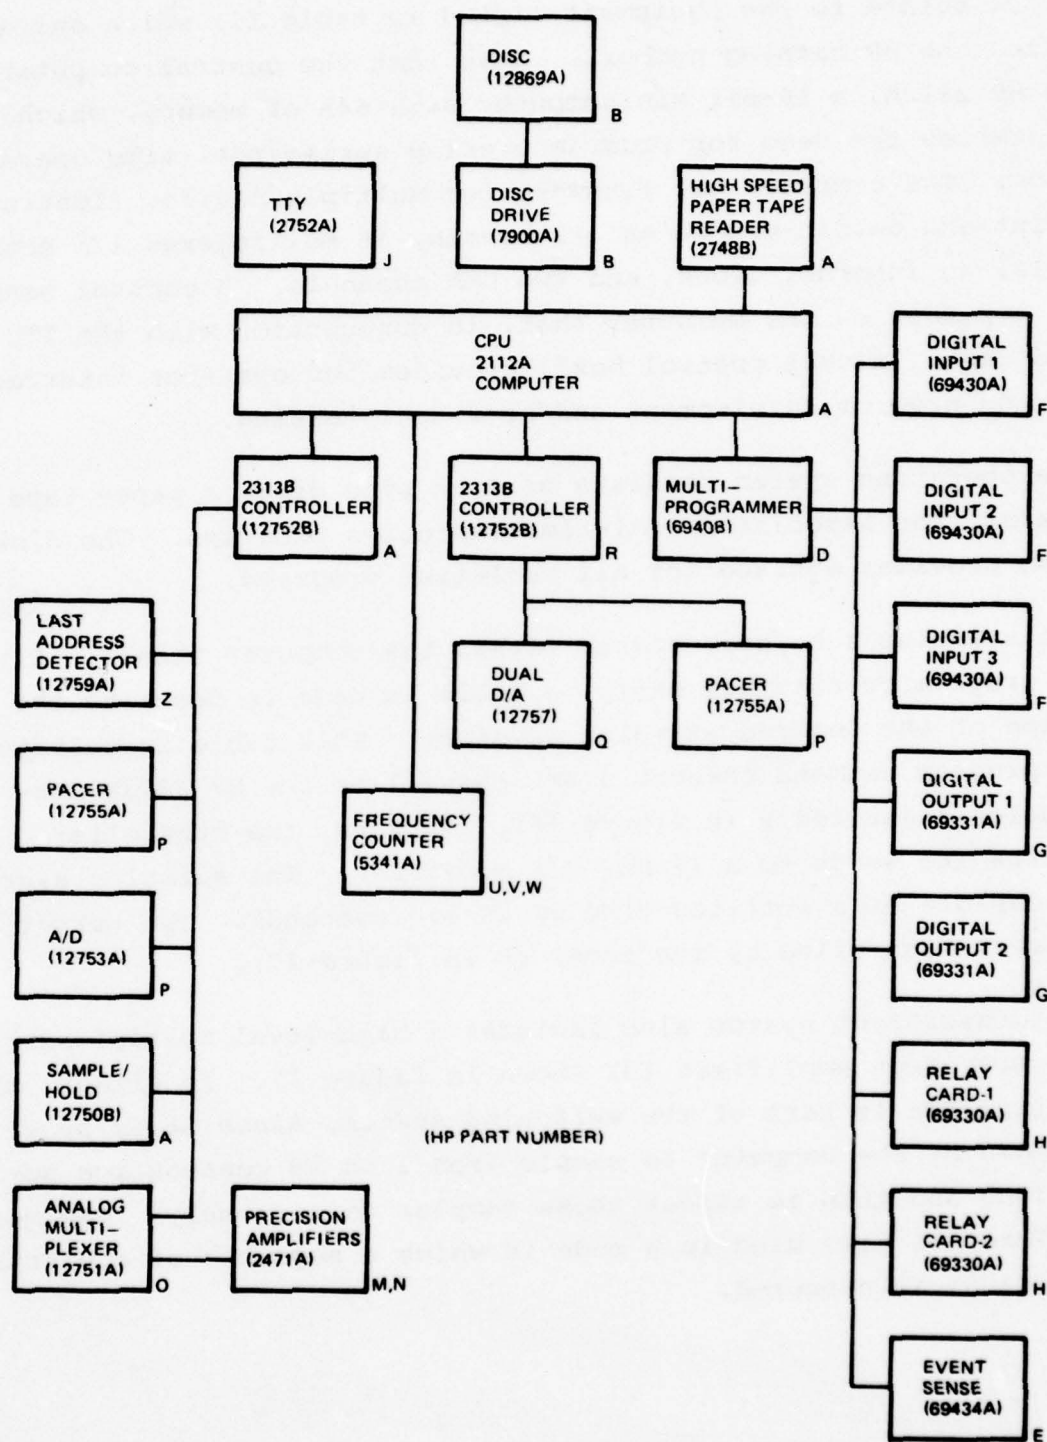 DISC
(12869A)
B
TTY
(2752A)
J
DISC
DRIVE
(7900A)
B
HIGH SPEED
PAPER TAPE
READER
(2748B)
A
CPU
2112A
COMPUTER
A
2313B
CONTROLLER
(12752B)
A
2313B
CONTROLLER
(12752B)
R
MULTI-
PROGRAMMER
(6940B)
D
DIGITAL
INPUT 1
(69430A)
F
DIGITAL
INPUT 2
(69430A)
F
DIGITAL
INPUT 3
(69430A)
F
DIGITAL
OUTPUT 1
(69331A)
G
DIGITAL
OUTPUT 2
(69331A)
G
RELAY
CARD-1
(69330A)
H
RELAY
CARD-2
(69330A)
H
EVENT
SENSE
(69434A)
E
LAST
ADDRESS
DETECTOR
(12759A)
Z
PACER
(12755A)
P
A/D
(12753A)
P
SAMPLE/
HOLD
(12750B)
A
ANALOG
MULTI-
PLEXER
(12751A)
O
PRECISION
AMPLIFIERS
(2471A)
M,N
DUAL
D/A
(12757)
Q
PACER
(12755A)
P
FREQUENCY
COUNTER
(5341A)
U,V,W
(HP PART NUMBER)